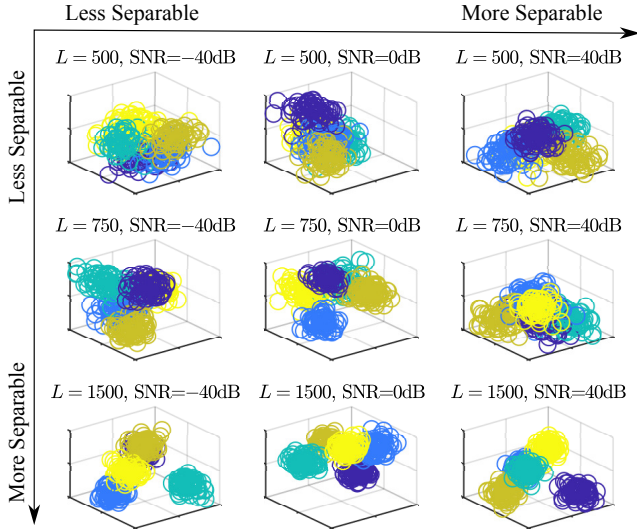 Less Separable
More Separable
Less Separable
L = 500, SNR=−40dB
L = 500, SNR=0dB
L = 500, SNR=40dB
L = 750, SNR=−40dB
L = 750, SNR=0dB
L = 750, SNR=40dB
More Separable
L = 1500, SNR=−40dB
L = 1500, SNR=0dB
L = 1500, SNR=40dB